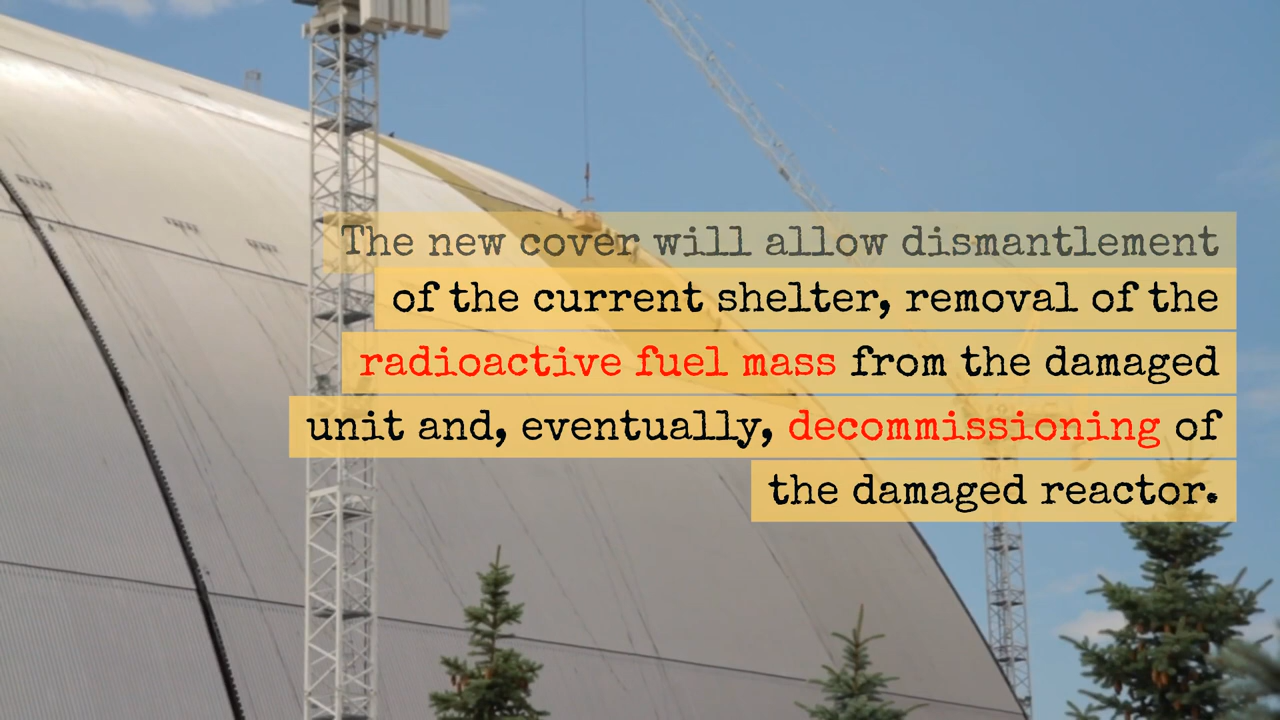 The new cover will allow dismantlement
of the current shelter, removal of the
radioactive fuel mass from the damaged
unit and, eventually, decommissioning of
the damaged reactor.